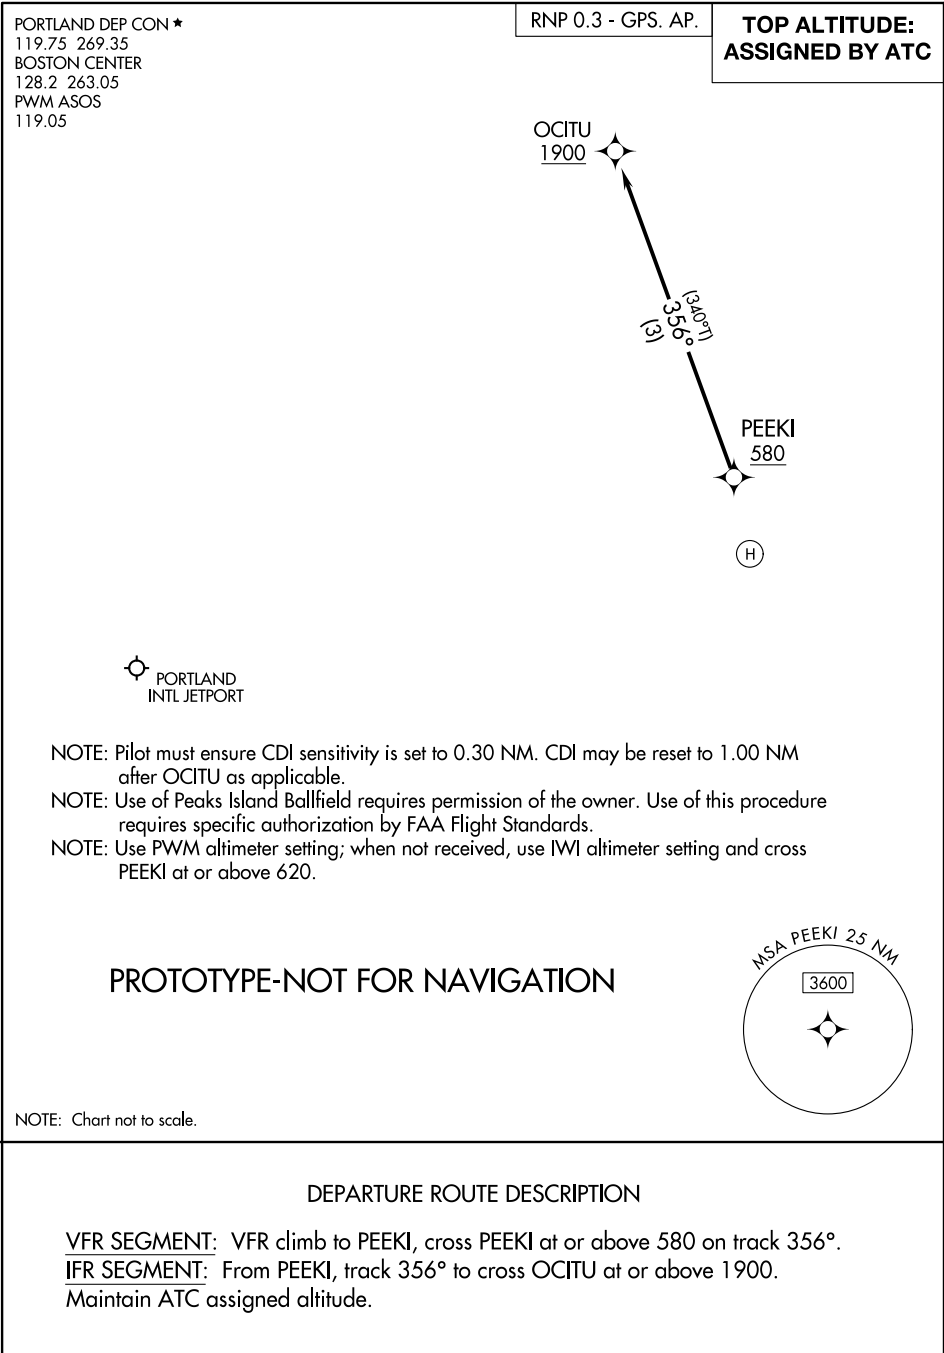 PORTLAND DEP CON ★
119.75 269.35
BOSTON CENTER
128.2 263.05
PWM ASOS
119.05
RNP 0.3 - GPS. AP.
TOP ALTITUDE:
ASSIGNED BY ATC
OCITU
1900
(340°T)
356°
(3)
PEEKI
580
H
PORTLAND
INTL JETPORT
NOTE: Pilot must ensure CDI sensitivity is set to 0.30 NM. CDI may be reset to 1.00 NM
after OCITU as applicable.
NOTE: Use of Peaks Island Ballfield requires permission of the owner. Use of this procedure
requires specific authorization by FAA Flight Standards.
NOTE: Use PWM altimeter setting; when not received, use IWI altimeter setting and cross
PEEKI at or above 620.
PROTOTYPE-NOT FOR NAVIGATION
MSA PEEKI 25 NM
3600
NOTE: Chart not to scale.
DEPARTURE ROUTE DESCRIPTION
VFR SEGMENT: VFR climb to PEEKI, cross PEEKI at or above 580 on track 356°.
IFR SEGMENT: From PEEKI, track 356° to cross OCITU at or above 1900.
Maintain ATC assigned altitude.